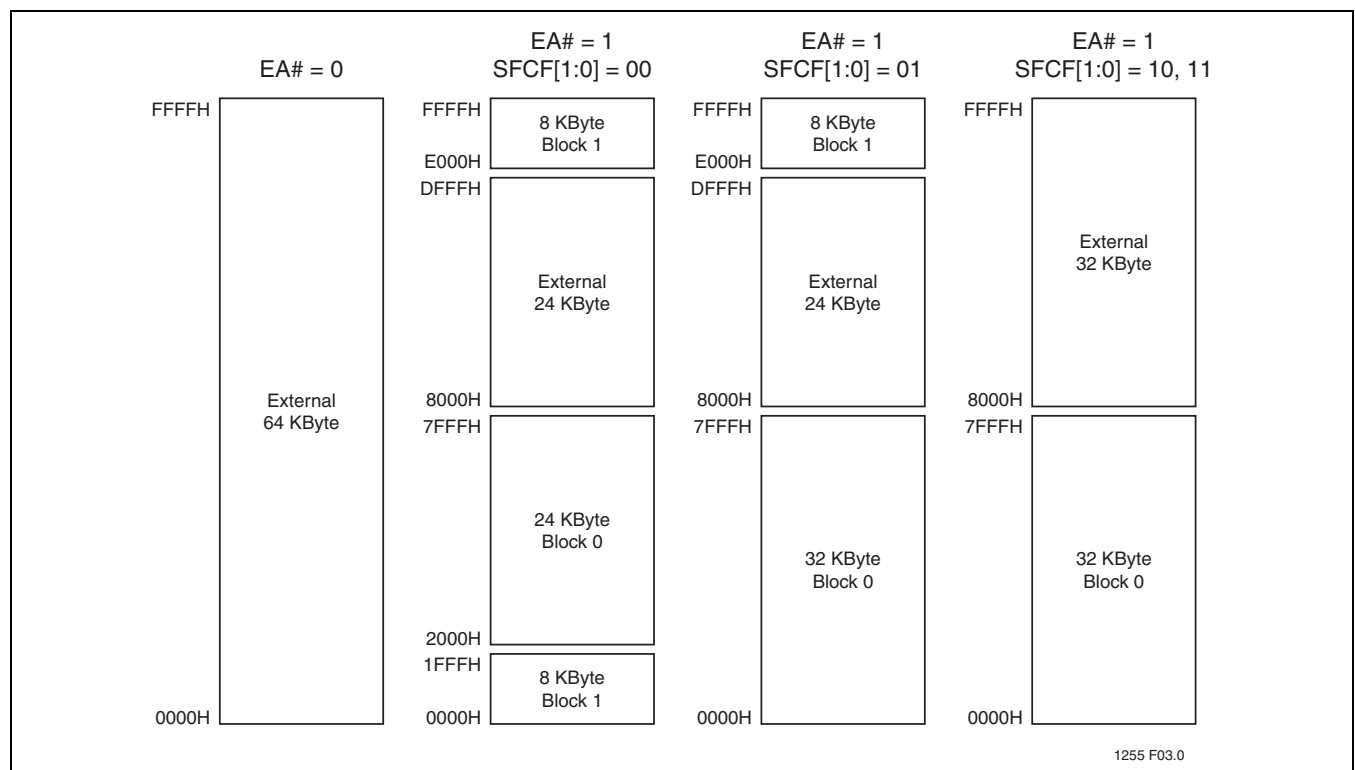 EA# = 0
FFFFH
External
64 KByte
0000H
EA# = 1
SFCF[1:0] = 00
FFFFH
8 KByte
Block 1
E000H
DFFFH
External
24 KByte
8000H
7FFFH
24 KByte
Block 0
2000H
1FFFH
8 KByte
Block 1
0000H
EA# = 1
SFCF[1:0] = 01
FFFFH
8 KByte
Block 1
E000H
DFFFH
External
24 KByte
8000H
7FFFH
32 KByte
Block 0
0000H
EA# = 1
SFCF[1:0] = 10, 11
FFFFH
External
32 KByte
8000H
7FFFH
32 KByte
Block 0
0000H
1255 F03.0